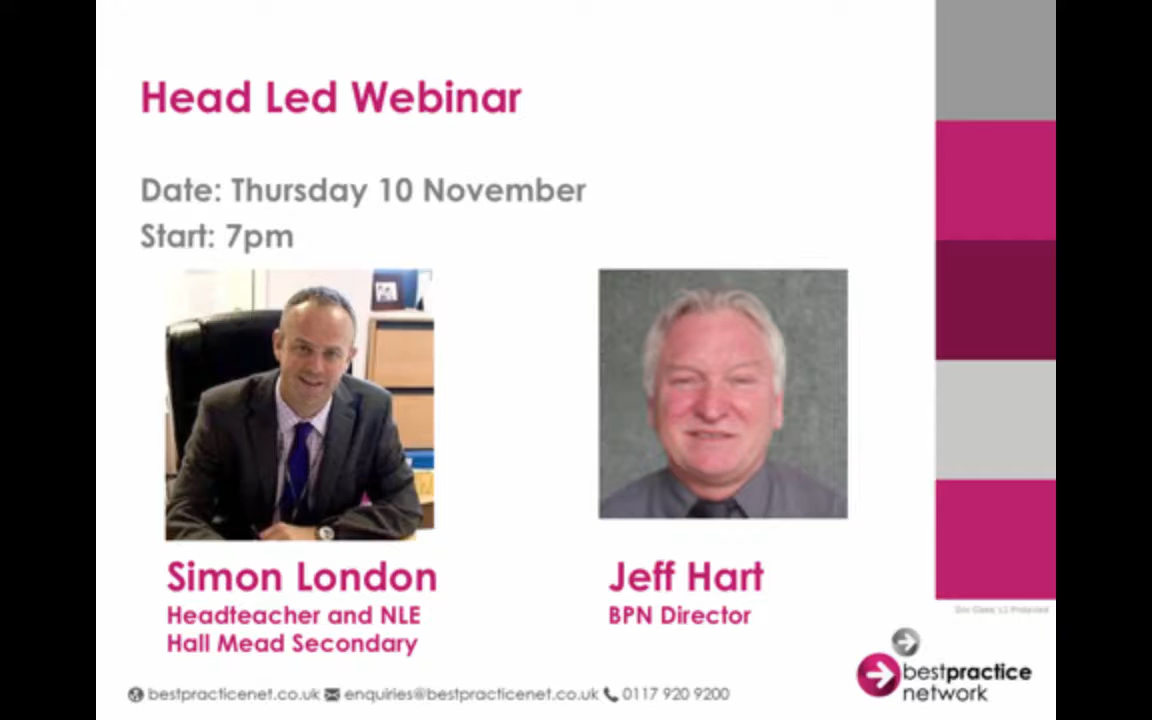 Head Led Webinar
Date: Thursday 10 November
Start: 7pm
Simon London
Headteacher and NLE
Hall Mead Secondary
Jeff Hart
BPN Director
bestpractice
network
bestpracticenet.co.uk enquiries@bestpracticenet.co.uk 0117 920 9200